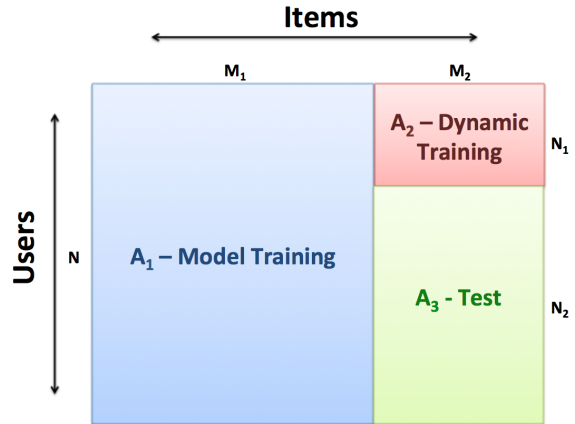 Items
M₁
M₂
A₂ – Dynamic
Training
N₁
Users
N
A₁ – Model Training
A₃ - Test
N₂